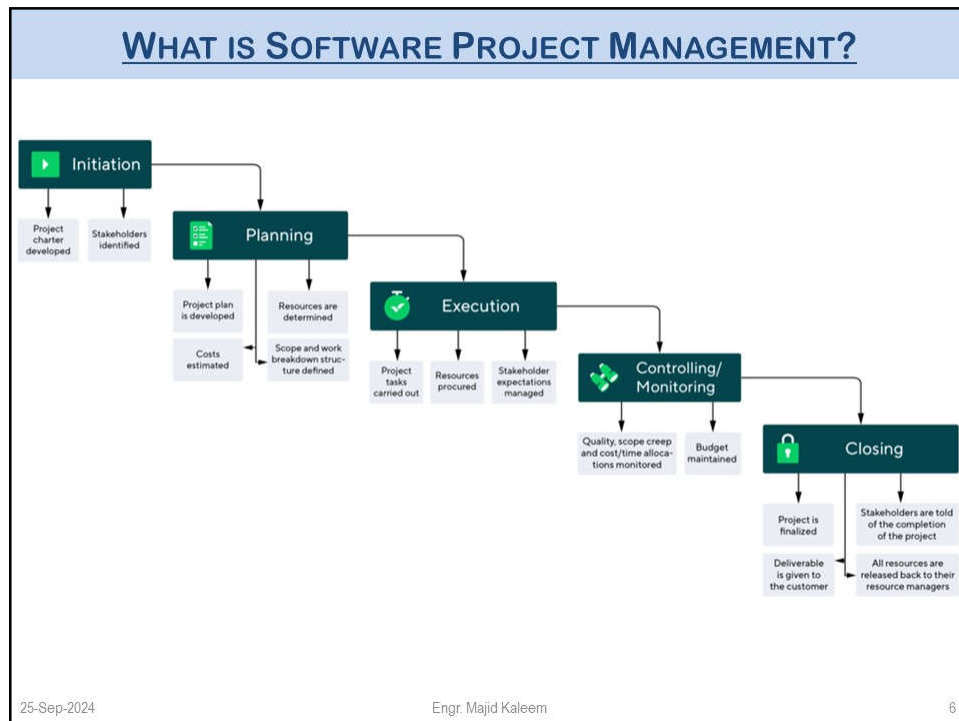 WHAT IS SOFTWARE PROJECT MANAGEMENT?
Initiation
Project
charter
developed
Stakeholders
identified
Planning
Project plan
is developed
Resources are
determined
Costs
estimated
Scope and work
breakdown struc-
ture defined
Execution
Project
tasks
carried out
Resources
procured
Stakeholder
expectations
managed
Controlling/
Monitoring
Quality, scope creep
and cost/time alloca-
tions monitored
Budget
maintained
Closing
Project is
finalized
Stakeholders are told
of the completion
of the project
Deliverable
is given to
the customer
All resources are
released back to their
resource managers
25-Sep-2024
Engr. Majid Kaleem
6